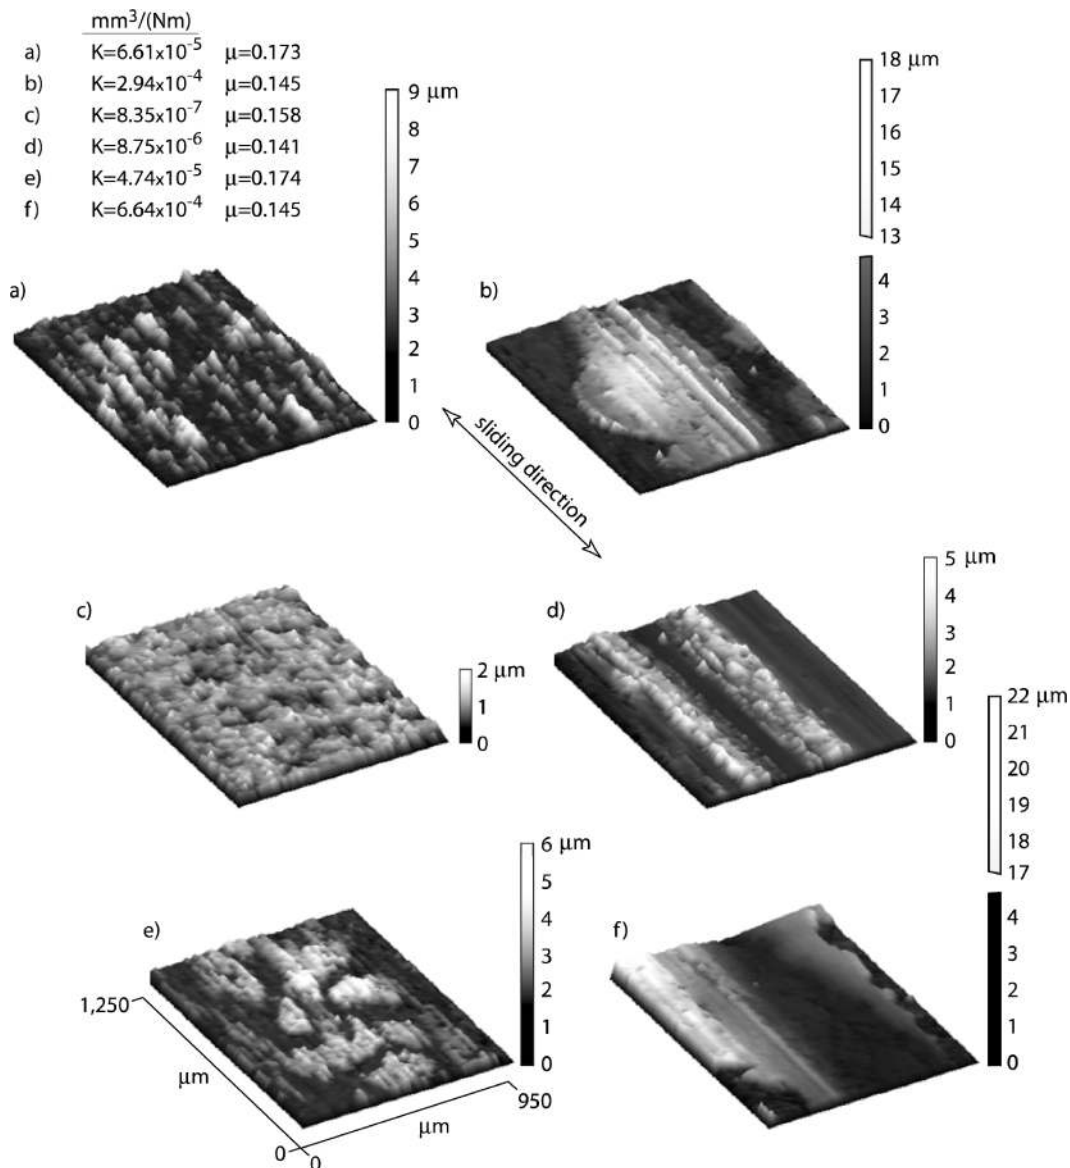 mm³/(Nm)
a) K=6.61x10⁻⁵ μ=0.173
b) K=2.94x10⁻⁴ μ=0.145
c) K=8.35x10⁻⁷ μ=0.158
d) K=8.75x10⁻⁶ μ=0.141
e) K=4.74x10⁻⁵ μ=0.174
f) K=6.64x10⁻⁴ μ=0.145
a)
9 μm
8
7
6
5
4
3
2
1
0
b)
18 μm
17
16
15
14
13
4
3
2
1
0
sliding direction
c)
2 μm
1
0
d)
5 μm
4
3
2
1
0
e)
6 μm
5
4
3
2
1
0
1,250
μm
0
0
μm
950
f)
22 μm
21
20
19
18
17
4
3
2
1
0